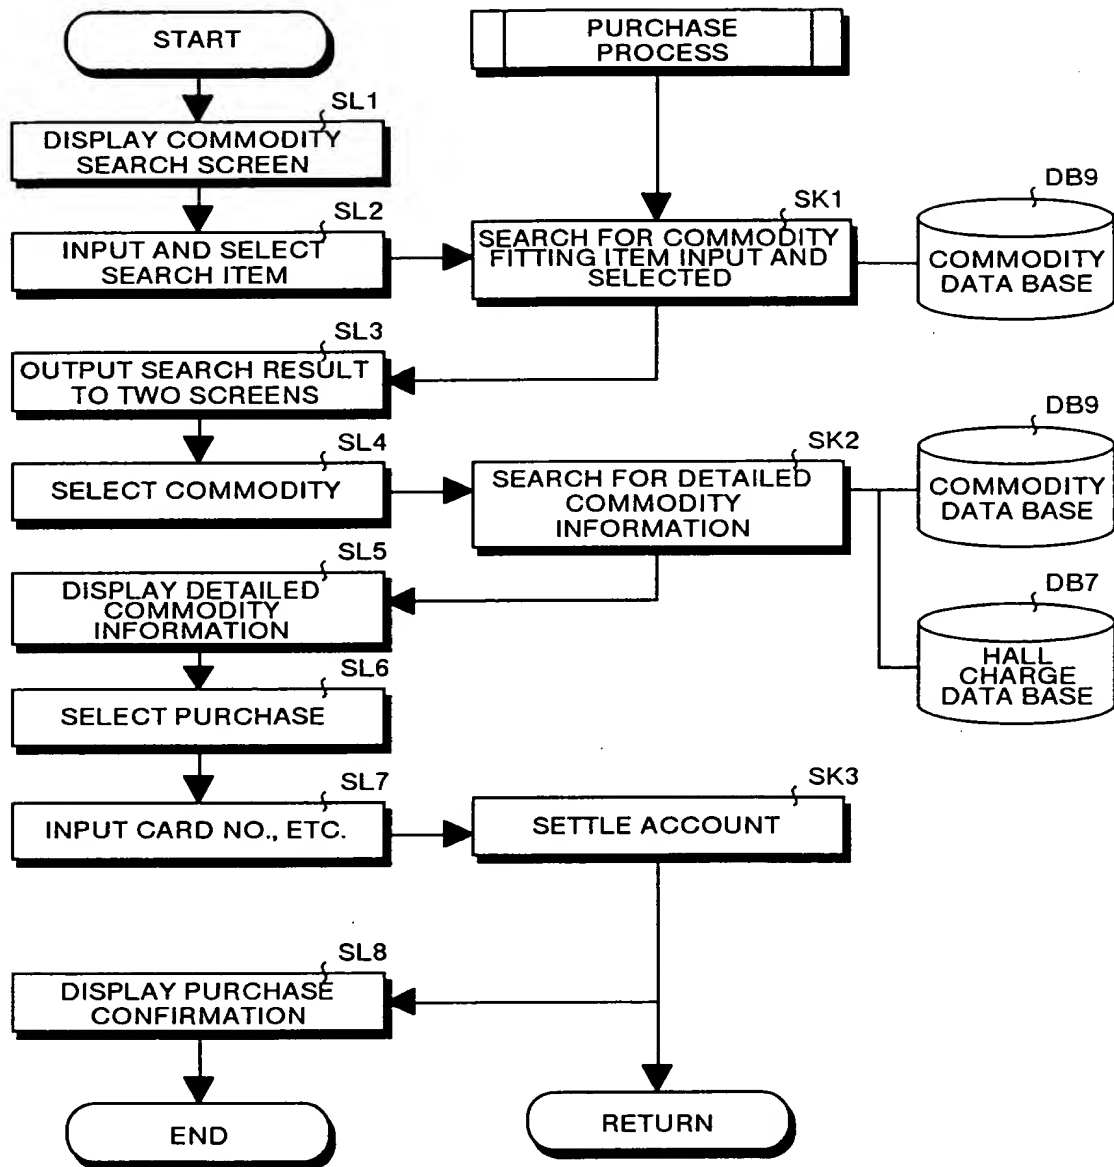 START
PURCHASE
PROCESS
SL1
DISPLAY COMMODITY
SEARCH SCREEN
SL2
INPUT AND SELECT
SEARCH ITEM
SK1
SEARCH FOR COMMODITY
FITTING ITEM INPUT AND
SELECTED
DB9
COMMODITY
DATA BASE
SL3
OUTPUT SEARCH RESULT
TO TWO SCREENS
SL4
SELECT COMMODITY
SK2
SEARCH FOR DETAILED
COMMODITY
INFORMATION
DB9
COMMODITY
DATA BASE
SL5
DISPLAY DETAILED
COMMODITY
INFORMATION
DB7
HALL
CHARGE
DATA BASE
SL6
SELECT PURCHASE
SL7
INPUT CARD NO., ETC.
SK3
SETTLE ACCOUNT
SL8
DISPLAY PURCHASE
CONFIRMATION
END
RETURN